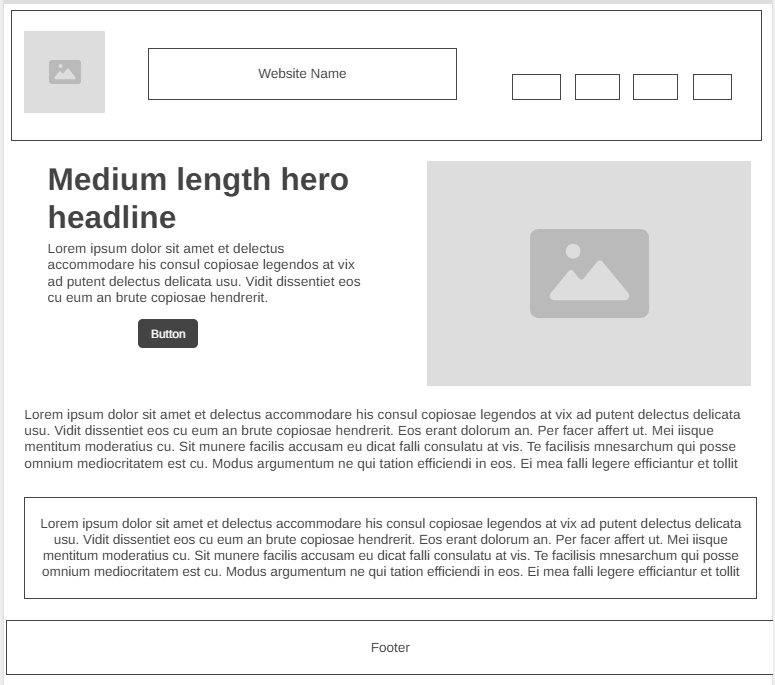 Website Name
Medium length hero
headline
Lorem ipsum dolor sit amet et delectus
accommodare his consul copiosae legendos at vix
ad putent delectus delicata usu. Vidit dissentiet eos
cu eum an brute copiosae hendrerit.
Button
Lorem ipsum dolor sit amet et delectus accommodare his consul copiosae legendos at vix ad putent delectus delicata
usu. Vidit dissentiet eos cu eum an brute copiosae hendrerit. Eos erant dolorum an. Per facer affert ut. Mei iisque
mentitum moderatius cu. Sit munere facilis accusam eu dicat falli consulatu at vis. Te facilisis mnesarchum qui posse
omnium mediocritatem est cu. Modus argumentum ne qui tation efficiendi in eos. Ei mea falli legere efficiantur et tollit
Lorem ipsum dolor sit amet et delectus accommodare his consul copiosae legendos at vix ad putent delectus delicata
usu. Vidit dissentiet eos cu eum an brute copiosae hendrerit. Eos erant dolorum an. Per facer affert ut. Mei iisque
mentitum moderatius cu. Sit munere facilis accusam eu dicat falli consulatu at vis. Te facilisis mnesarchum qui posse
omnium mediocritatem est cu. Modus argumentum ne qui tation efficiendi in eos. Ei mea falli legere efficiantur et tollit
Footer